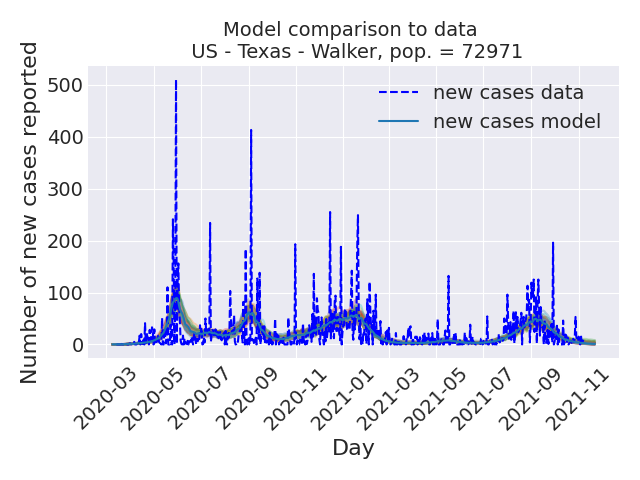 Model comparison to data
US - Texas - Walker, pop. = 72971
Number of new cases reported
500
400
300
200
100
0
new cases data
new cases model
2020-03
2020-05
2020-07
2020-09
2020-11
2021-01
2021-03
2021-05
2021-07
2021-09
2021-11
Day